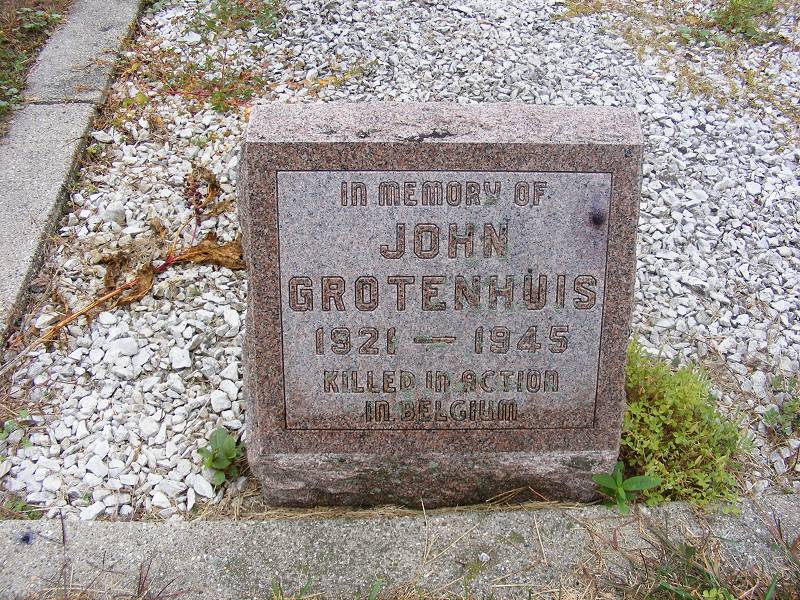 IN MEMORY OF
JOHN
GROTENHUIS
1921 — 1945
KILLED IN ACTION
IN BELGIUM